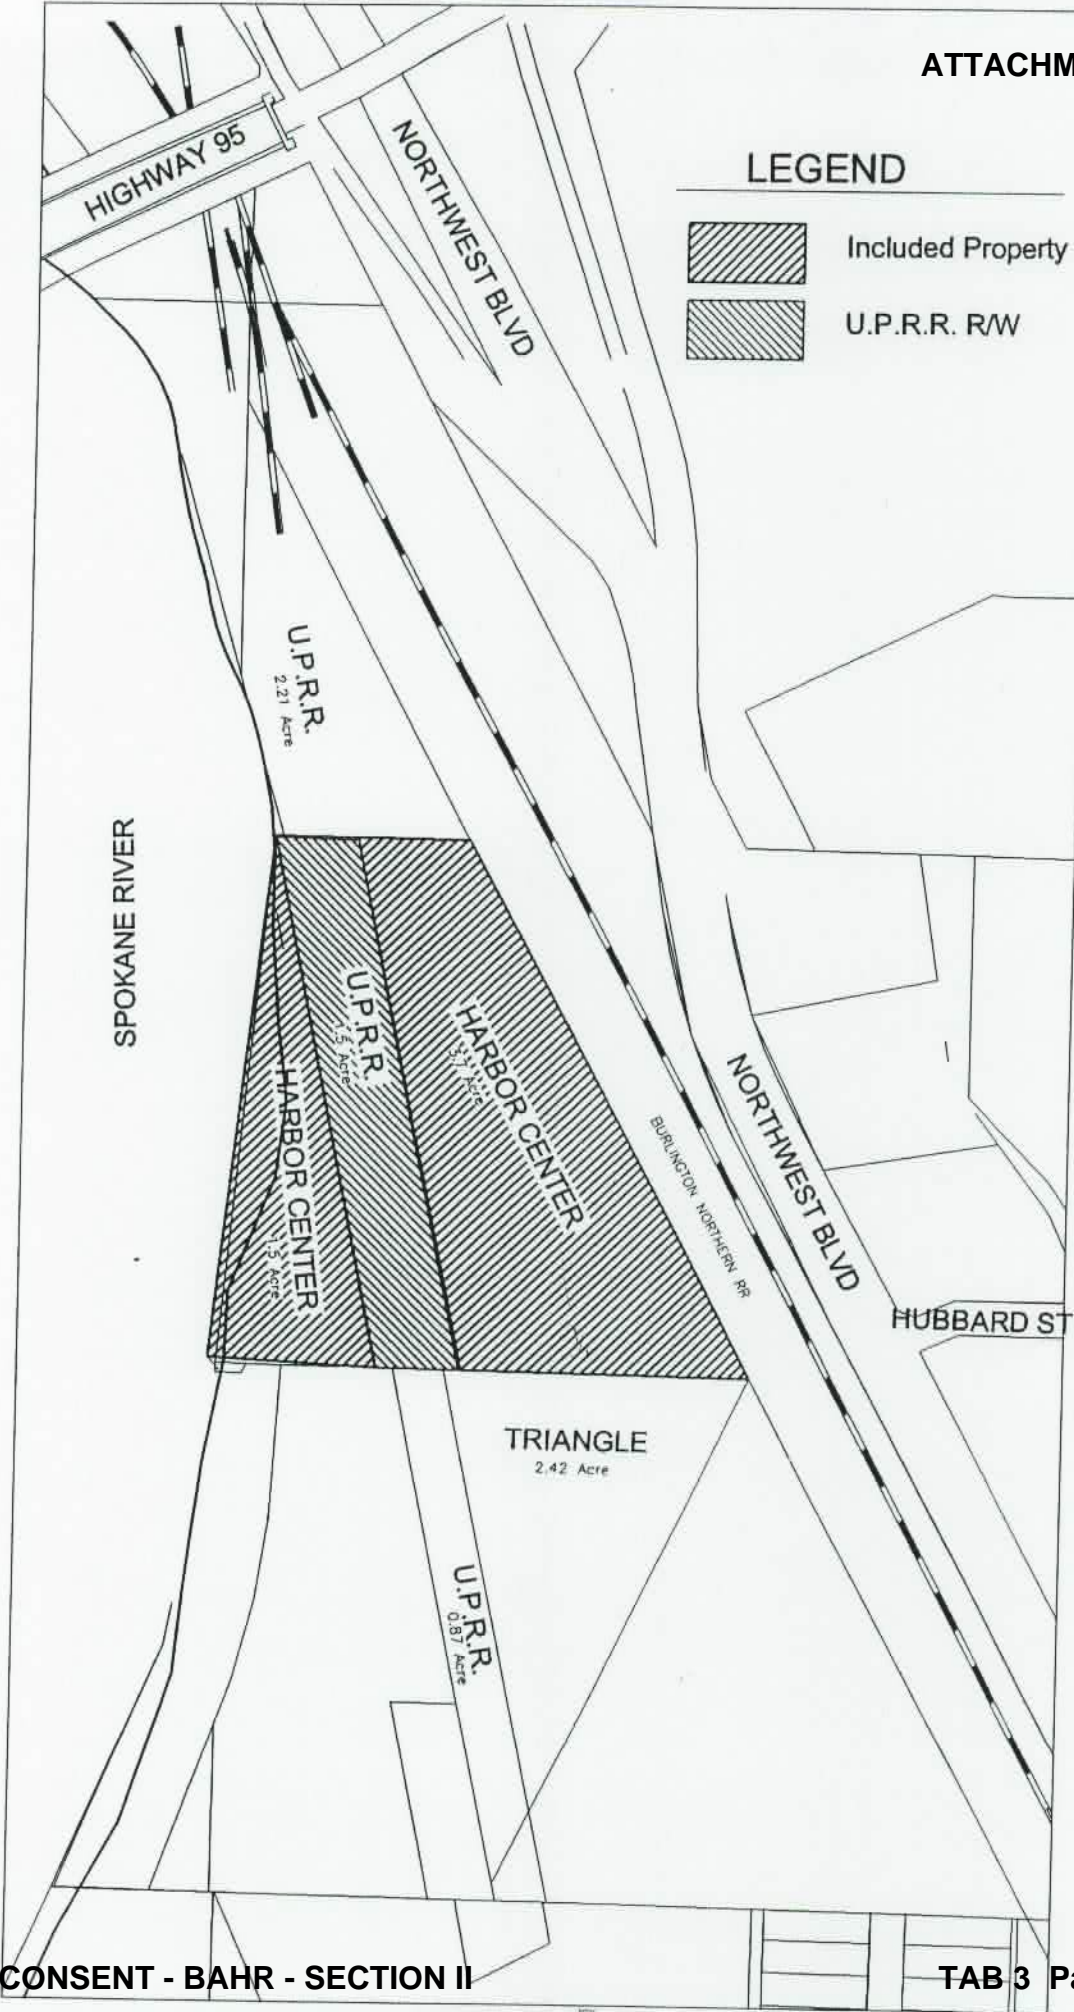 ATTACHM
HIGHWAY 95
NORTHWEST BLVD
LEGEND
Included Property
U.P.R.R. R/W
U.P.R.R.
2.21 Acre
SPOKANE RIVER
U.P.R.R.
Acre
HARBOR CENTER
Acre
HARBOR CENTER
1.5 Acre
BURLINGTON NORTHERN RR
NORTHWEST BLVD
HUBBARD ST
TRIANGLE
2.42 Acre
U.P.R.R.
0.87 Acre
CONSENT - BAHR - SECTION II
TAB 3 Pa